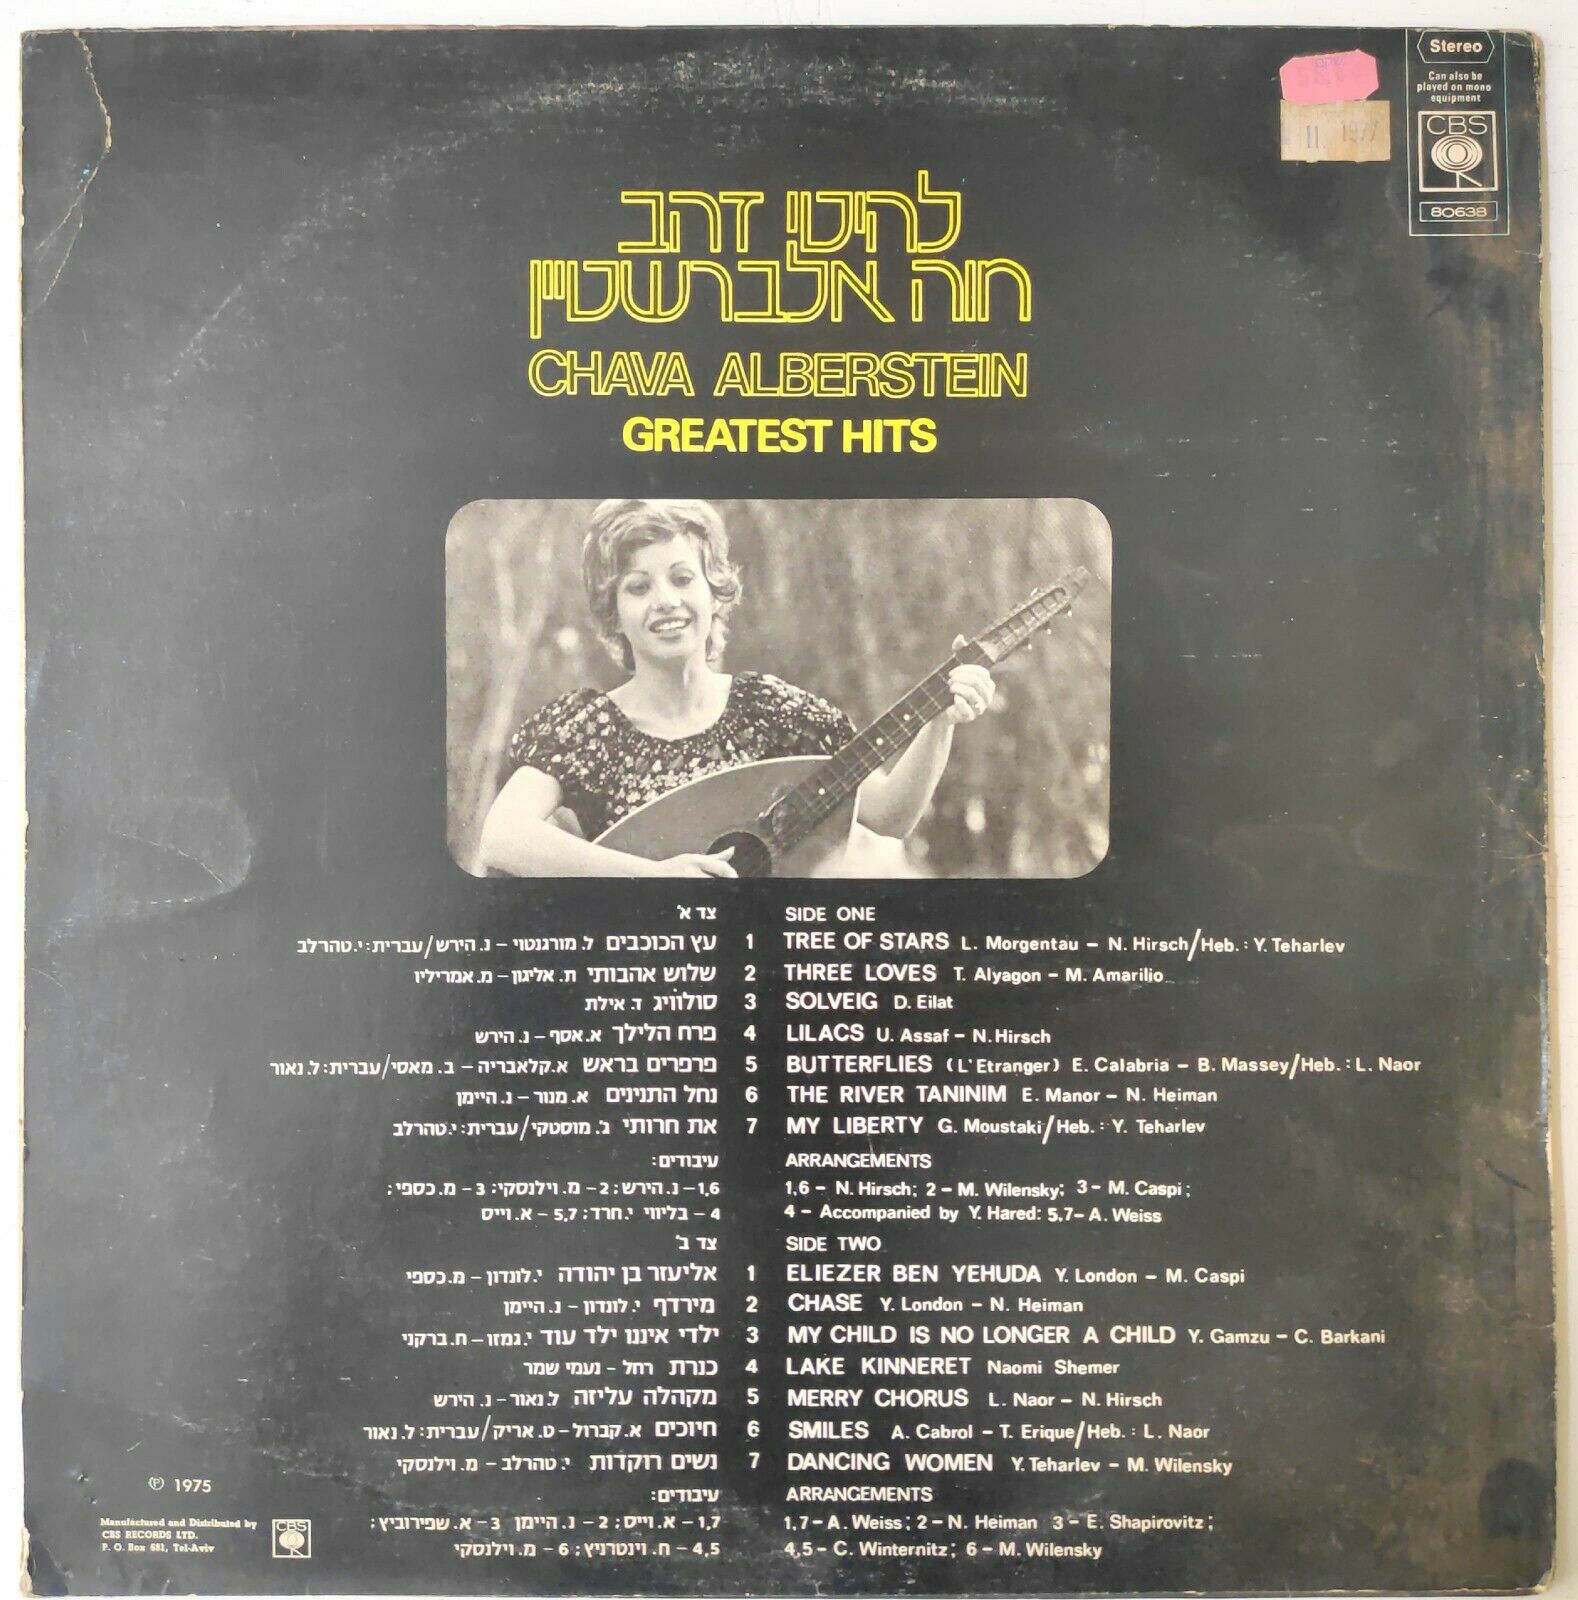 Stereo
Can also be
played on mono
equipment
CBS
80638
11. 1977
להיטי זהב
חוה אלברשטיין
CHAVA ALBERSTEIN
GREATEST HITS
צד א' SIDE ONE
עץ הכוכבים ל. מורגנטוי – נ. הירש/עברית: י. טהרלב 1 TREE OF STARS L. Morgentau – N. Hirsch/Heb.: Y. Teharlev
שלוש אהבותי ת. אליגון – מ. אמריליו 2 THREE LOVES T. Alyagon – M. Amarilio
סולוויג ד. אילת 3 SOLVEIG D. Eilat
פרח הלילך א. אסף – נ. הירש 4 LILACS U. Assaf – N. Hirsch
פרפרים בראש א. קלאבריה – ב. מאסי/עברית: ל. נאור 5 BUTTERFLIES (L'Etranger) E. Calabria – B. Massey/Heb.: L. Naor
נחל התנינים א. מנור – נ. היימן 6 THE RIVER TANINIM E. Manor – N. Heiman
את חרותי ג'. מוסטקי/עברית: י. טהרלב 7 MY LIBERTY G. Moustaki/Heb.: Y. Teharlev
עיבודים: ARRANGEMENTS
1,6 – נ. הירש; 2 – מ. וילנסקי; 3 – מ. כספי; 1,6 – N. Hirsch; 2 – M. Wilensky; 3 – M. Caspi;
4 – בליווי י. חרד; 5,7 – א. וייס 4 – Accompanied by Y. Hared: 5,7 – A. Weiss
צד ב' SIDE TWO
אליעזר בן יהודה י. לונדון – מ. כספי 1 ELIEZER BEN YEHUDA Y. London – M. Caspi
מירדף י. לונדון – נ. היימן 2 CHASE Y. London – N. Heiman
ילדי איננו ילד עוד י. גמזו – ח. ברקני 3 MY CHILD IS NO LONGER A CHILD Y. Gamzu – C. Barkani
כנרת רחל – נעמי שמר 4 LAKE KINNERET Naomi Shemer
מקהלה עליזה ל. נאור – נ. הירש 5 MERRY CHORUS L. Naor – N. Hirsch
חיוכים א. קברול – ט. אריק/עברית: ל. נאור 6 SMILES A. Cabrol – T. Erique/Heb.: L. Naor
נשים רוקדות י. טהרלב – מ. וילנסקי 7 DANCING WOMEN Y. Teharlev – M. Wilensky
עיבודים: ARRANGEMENTS
1,7 – א. וייס; 2 – נ. היימן 3 – א. שפירוביץ; 1,7 – A. Weiss; 2 – N. Heiman 3 – E. Shapirovitz;
4,5 – ח. וינטרניץ; 6 – מ. וילנסקי 4,5 – C. Winternitz; 6 – M. Wilensky
℗ 1975
Manufactured and Distributed by
CBS RECORDS LTD.
P. O. Box 681, Tel-Aviv
CBS